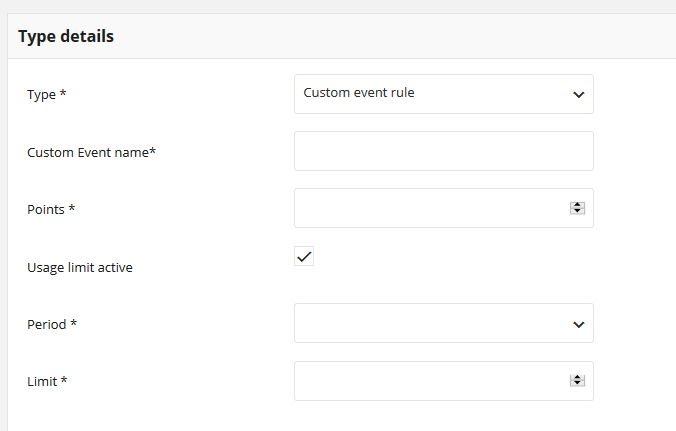 Type details
Type *
Custom event rule
Custom Event name*
Points *
Usage limit active
Period *
Limit *